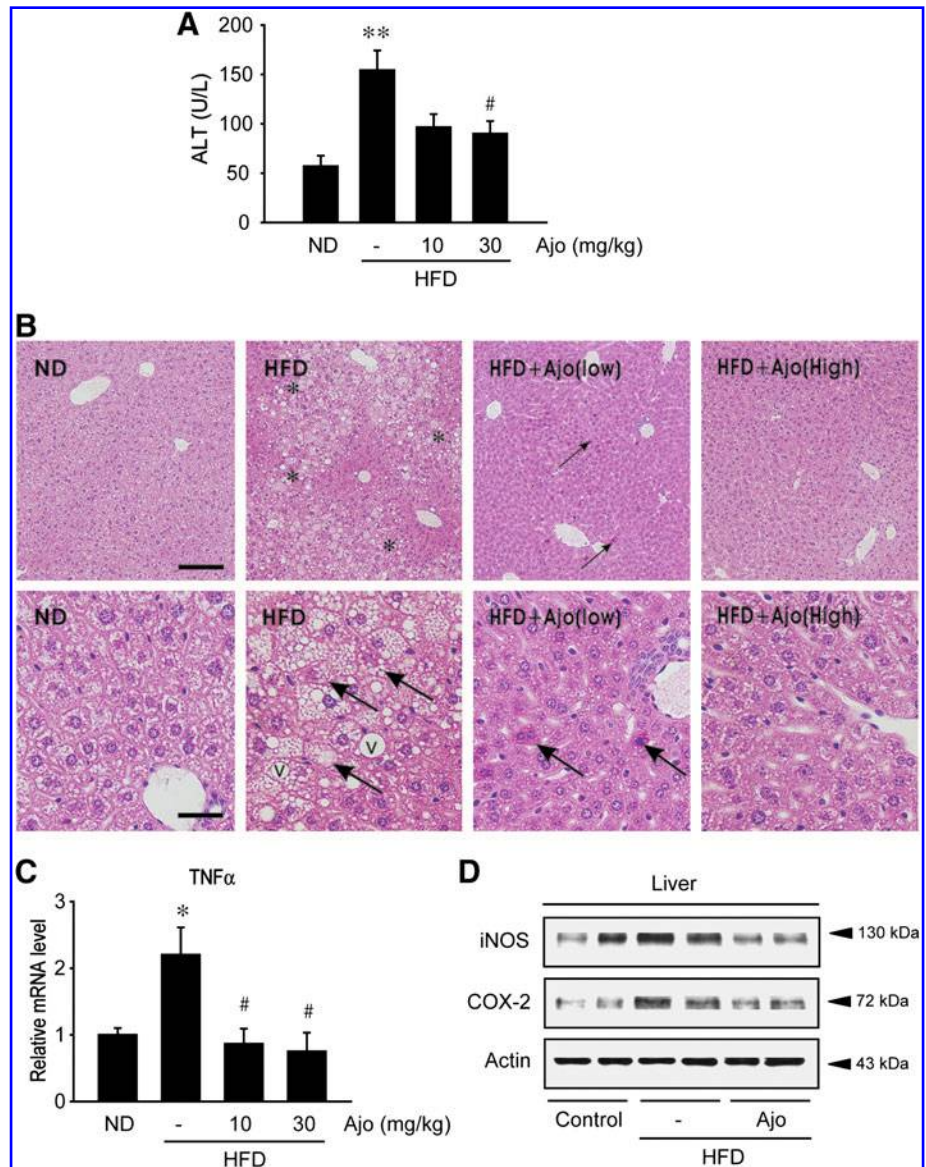 A
200
**
150
#
100
50
0
ALT (U/L)
ND - 10 30 Ajo (mg/kg)
HFD
B
ND HFD HFD+Ajo(low) HFD+Ajo(High)
*
*
*
*
ND HFD HFD+Ajo(low) HFD+Ajo(High)
V
V
C
TNFα
3
*
2
# #
1
0
Relative mRNA level
ND - 10 30 Ajo (mg/kg)
HFD
D
Liver
iNOS 130 kDa
COX-2 72 kDa
Actin 43 kDa
Control - Ajo
HFD